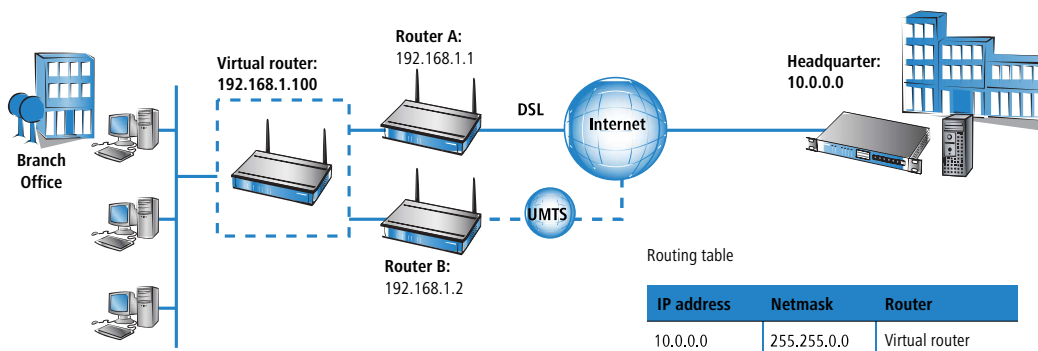 Branch
Office
Virtual router:
192.168.1.100
Router A:
192.168.1.1
Router B:
192.168.1.2
DSL
UMTS
Internet
Headquarter:
10.0.0.0
Routing table
IP address Netmask Router
10.0.0.0 255.255.0.0 Virtual router